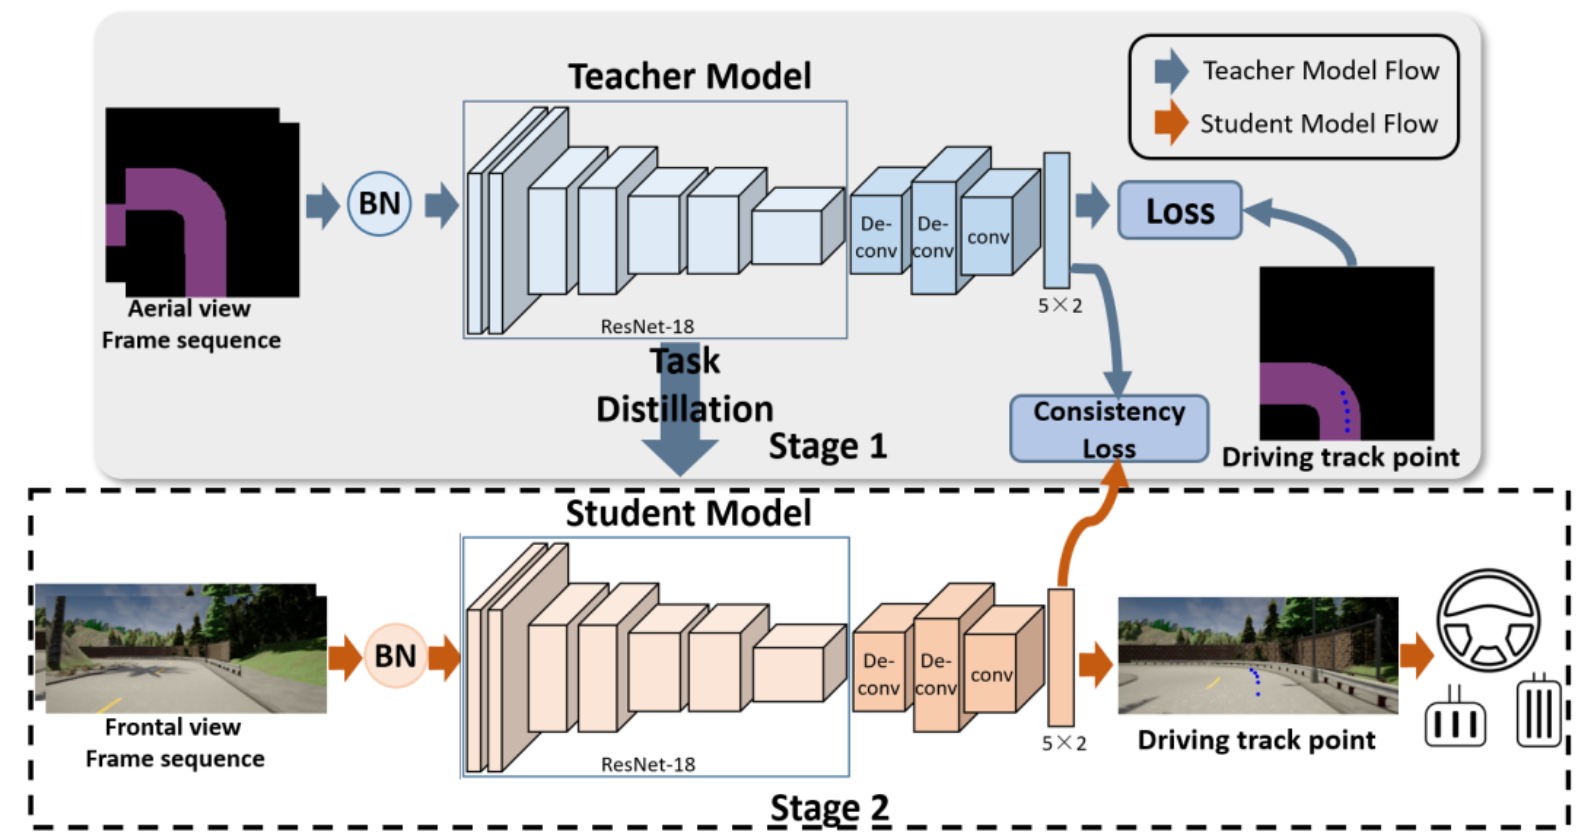 Teacher Model
Teacher Model Flow
Student Model Flow
BN
De-
conv
De-
conv
conv
Loss
5×2
Aerial view
Frame sequence
ResNet-18
Task
Distillation
Stage 1
Consistency
Loss
Driving track point
Student Model
BN
De-
conv
De-
conv
conv
Frontal view
Frame sequence
ResNet-18
5×2
Driving track point
Stage 2